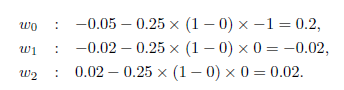 w₀ : −0.05 − 0.25 × (1 − 0) × −1 = 0.2,
w₁ : −0.02 − 0.25 × (1 − 0) × 0 = −0.02,
w₂ : 0.02 − 0.25 × (1 − 0) × 0 = 0.02.